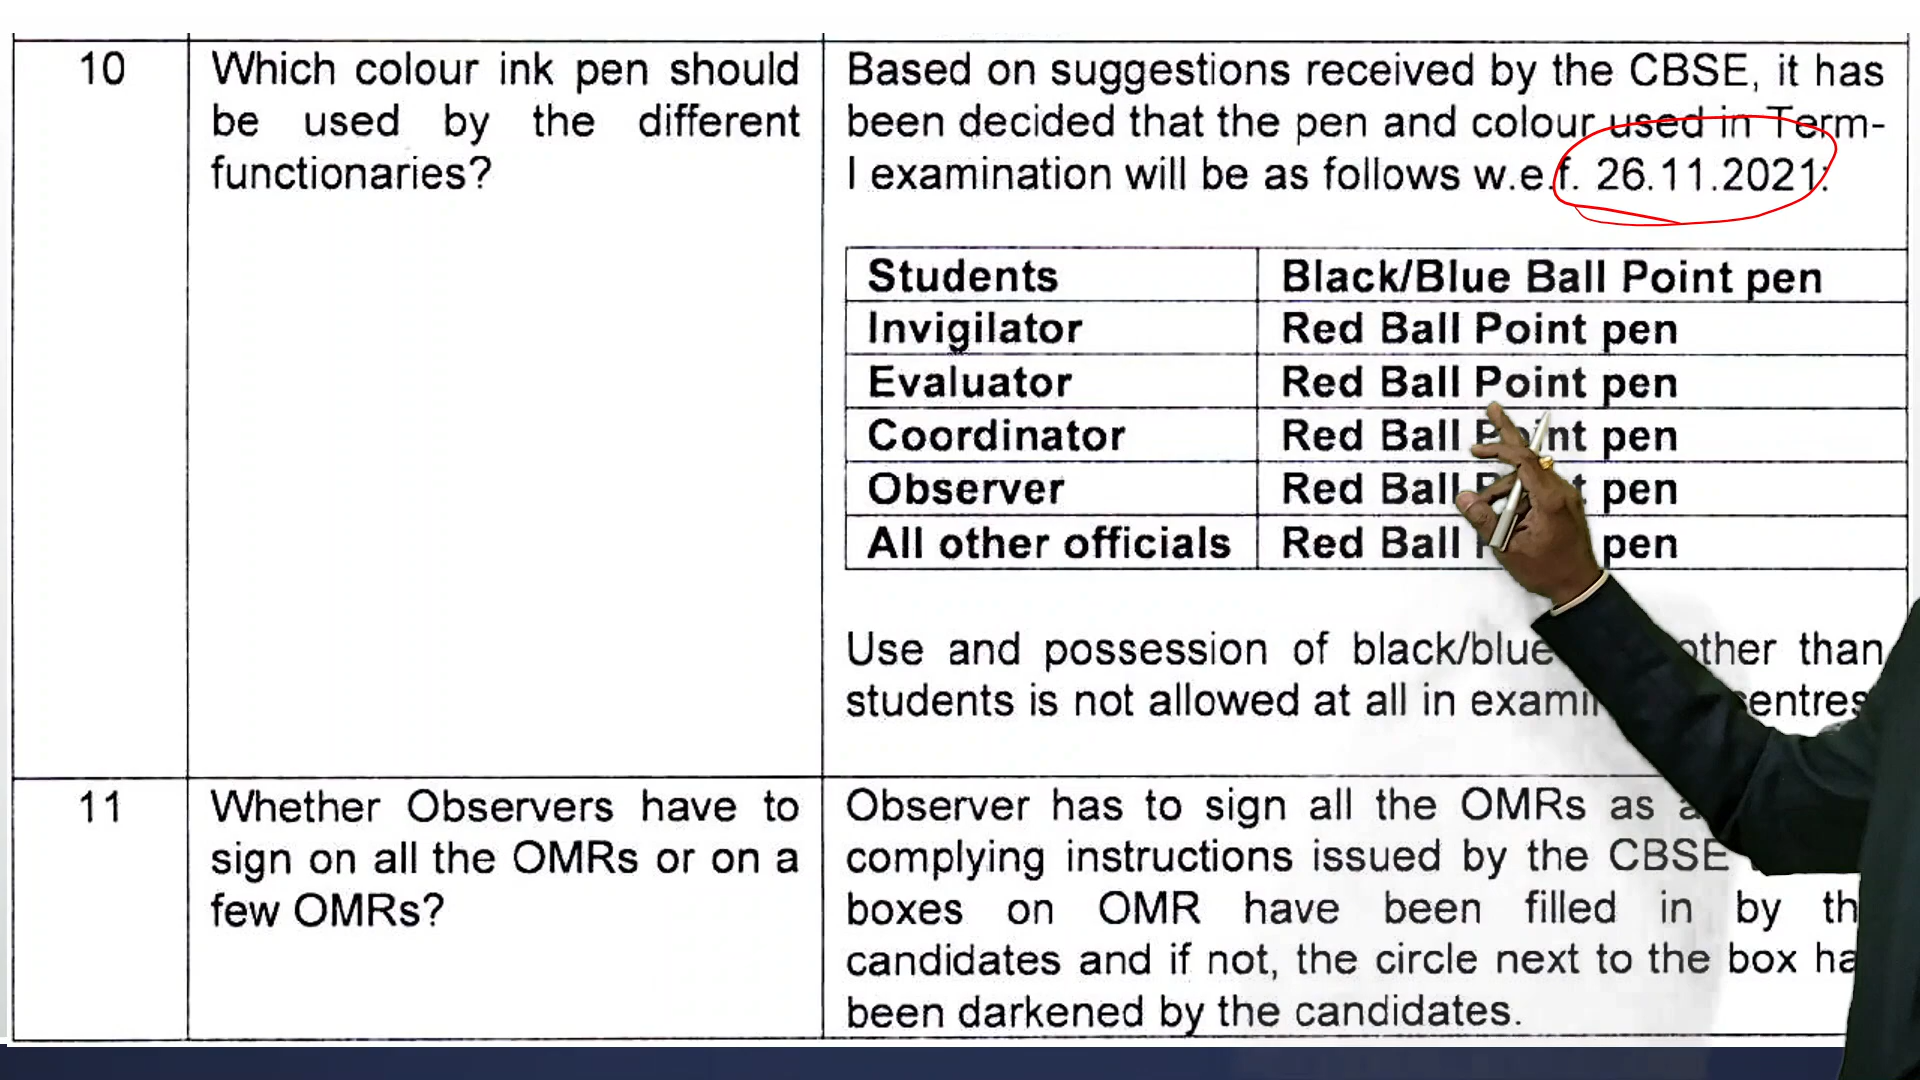 10
Which colour ink pen should
be used by the different
functionaries?
Based on suggestions received by the CBSE, it has
been decided that the pen and colour used in Term-
I examination will be as follows w.e.f. 26.11.2021:
Students Black/Blue Ball Point pen
Invigilator Red Ball Point pen
Evaluator Red Ball Point pen
Coordinator Red Ball Point pen
Observer Red Ball pen
All other officials Red Ball pen
Use and possession of black/blue other than
students is not allowed at all in
11
Whether Observers have to
sign on all the OMRs or on a
few OMRs?
Observer has to sign all the OMRs as
complying instructions issued by the CBSE
boxes on OMR have been filled in by
candidates and if not, the circle next to the box
been darkened by the candidates.